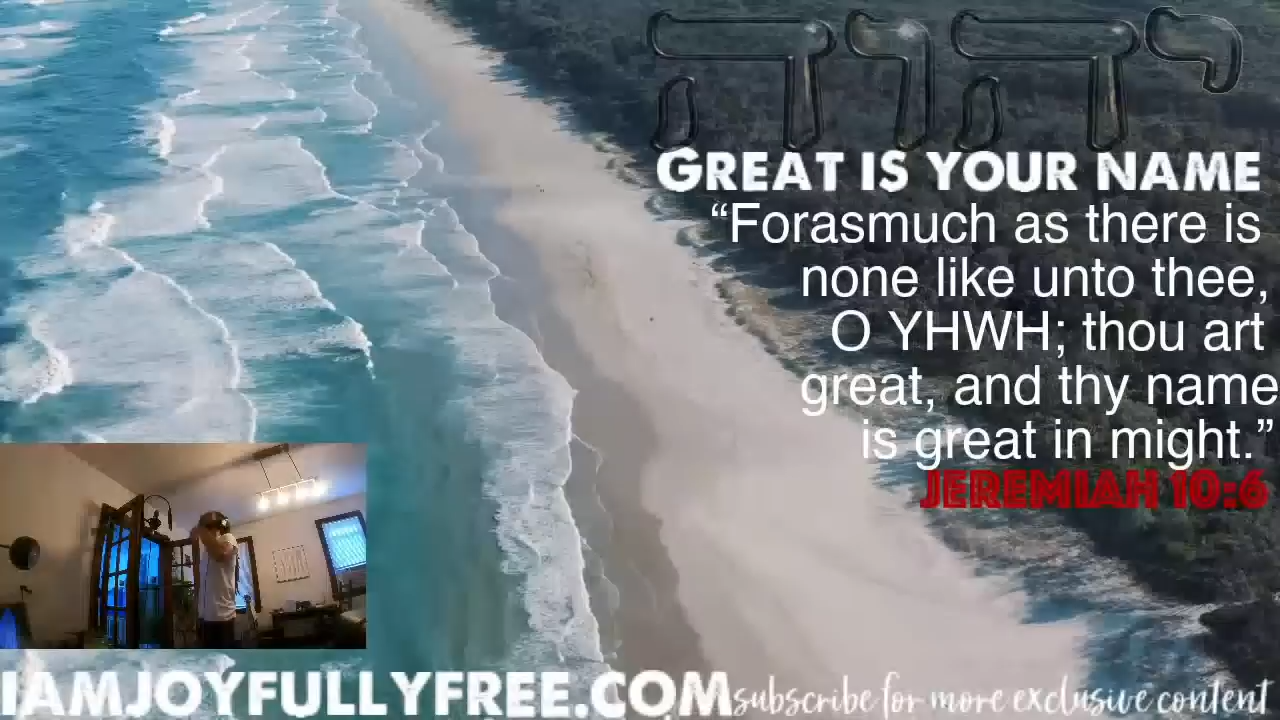 יהוה
GREAT IS YOUR NAME
“Forasmuch as there is
none like unto thee,
O YHWH; thou art
great, and thy name
is great in might.”
JEREMIAH 10:6
IAMJOYFULLYFREE.COM subscribe for more exclusive content